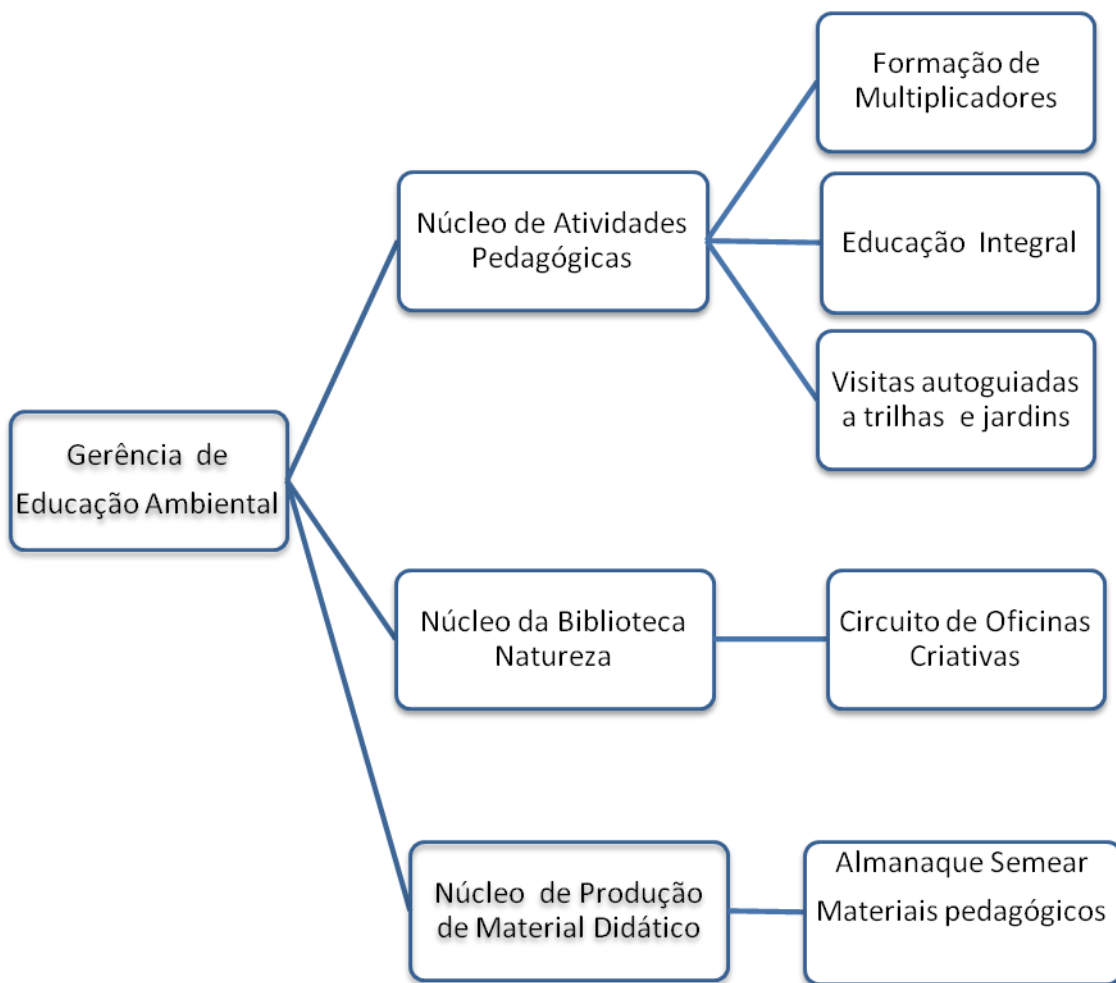 Formação de
Multiplicadores
Núcleo de Atividades
Pedagógicas
Educação Integral
Visitas autoguiadas
a trilhas e jardins
Gerência de
Educação Ambiental
Núcleo da Biblioteca
Natureza
Circuito de Oficinas
Criativas
Núcleo de Produção
de Material Didático
Almanaque Semear
Materiais pedagógicos